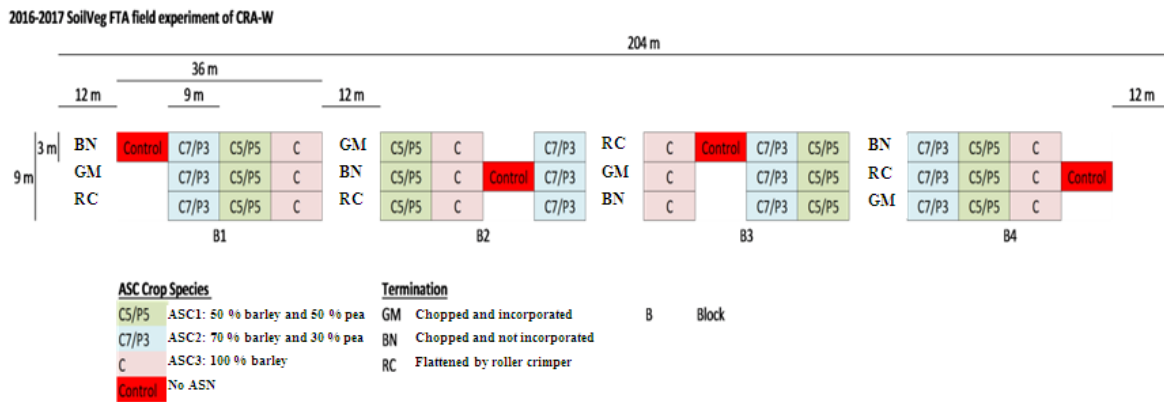 2016-2017 SoilVeg FTA field experiment of CRA-W
204 m
36 m
12 m 9 m 12 m 12 m
3 m BN Control C7/P3 C5/P5 C GM C5/P5 C C7/P3 RC C Control C7/P3 C5/P5 BN C7/P3 C5/P5 C
9 m GM C7/P3 C5/P5 C BN C5/P5 C Control C7/P3 GM C C7/P3 C5/P5 RC C7/P3 C5/P5 C Control
RC C7/P3 C5/P5 C RC C5/P5 C C7/P3 BN C C7/P3 C5/P5 GM C7/P3 C5/P5 C
B1 B2 B3 B4
ASC Crop Species Termination
C5/P5 ASC1: 50 % barley and 50 % pea GM Chopped and incorporated B Block
C7/P3 ASC2: 70 % barley and 30 % pea BN Chopped and not incorporated
C ASC3: 100 % barley RC Flattened by roller crimper
Control No ASN